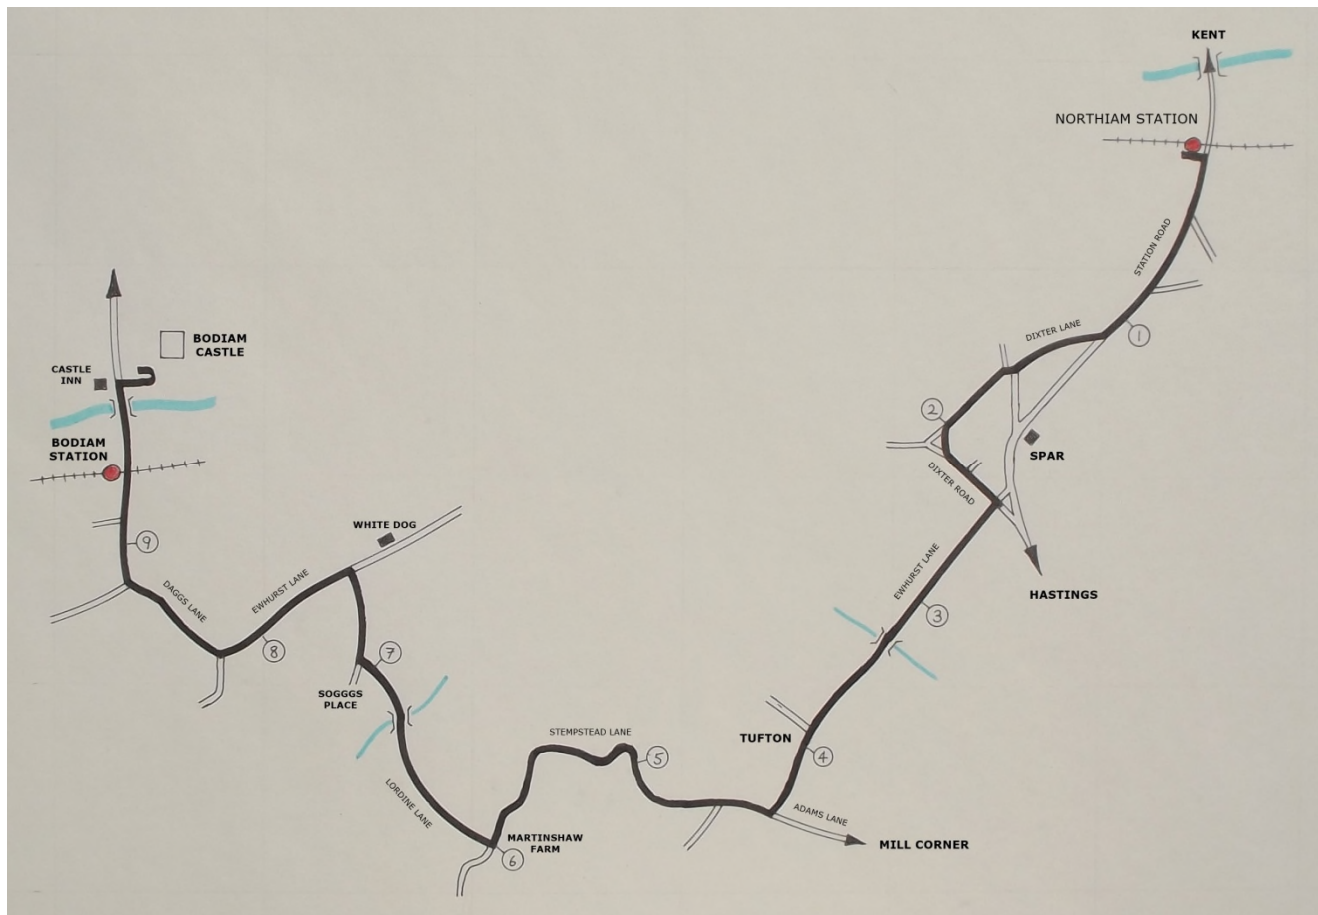 KENT
NORTHIAM STATION
STATION ROAD
1
DIXTER LANE
2
SPAR
DIXTER ROAD
HASTINGS
EWHURST LANE
3
TUFTON
4
ADAMS LANE
MILL CORNER
5
STEMPSTEAD LANE
MARTINSHAW
FARM
6
LORDINE LANE
SOGGGS
PLACE
7
WHITE DOG
EWHURST LANE
8
DAGGS LANE
9
BODIAM
STATION
CASTLE
INN
BODIAM
CASTLE